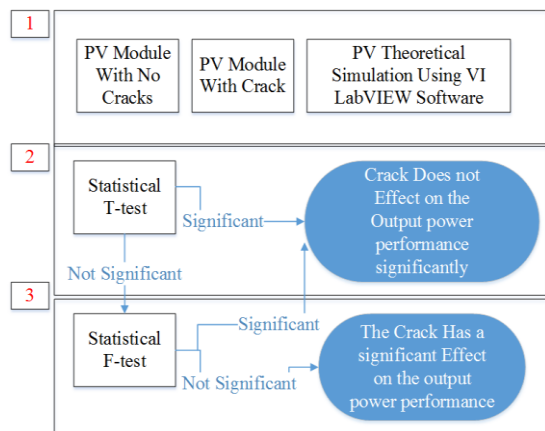 1
PV Module
With No
Cracks
PV Module
With Crack
PV Theoretical
Simulation Using VI
LabVIEW Software
2
Statistical
T-test
Significant
Crack Does not
Effect on the
Output power
performance
significantly
Not Significant
3
Statistical
F-test
Significant
Not Significant
The Crack Has a
significant Effect
on the output
power performance